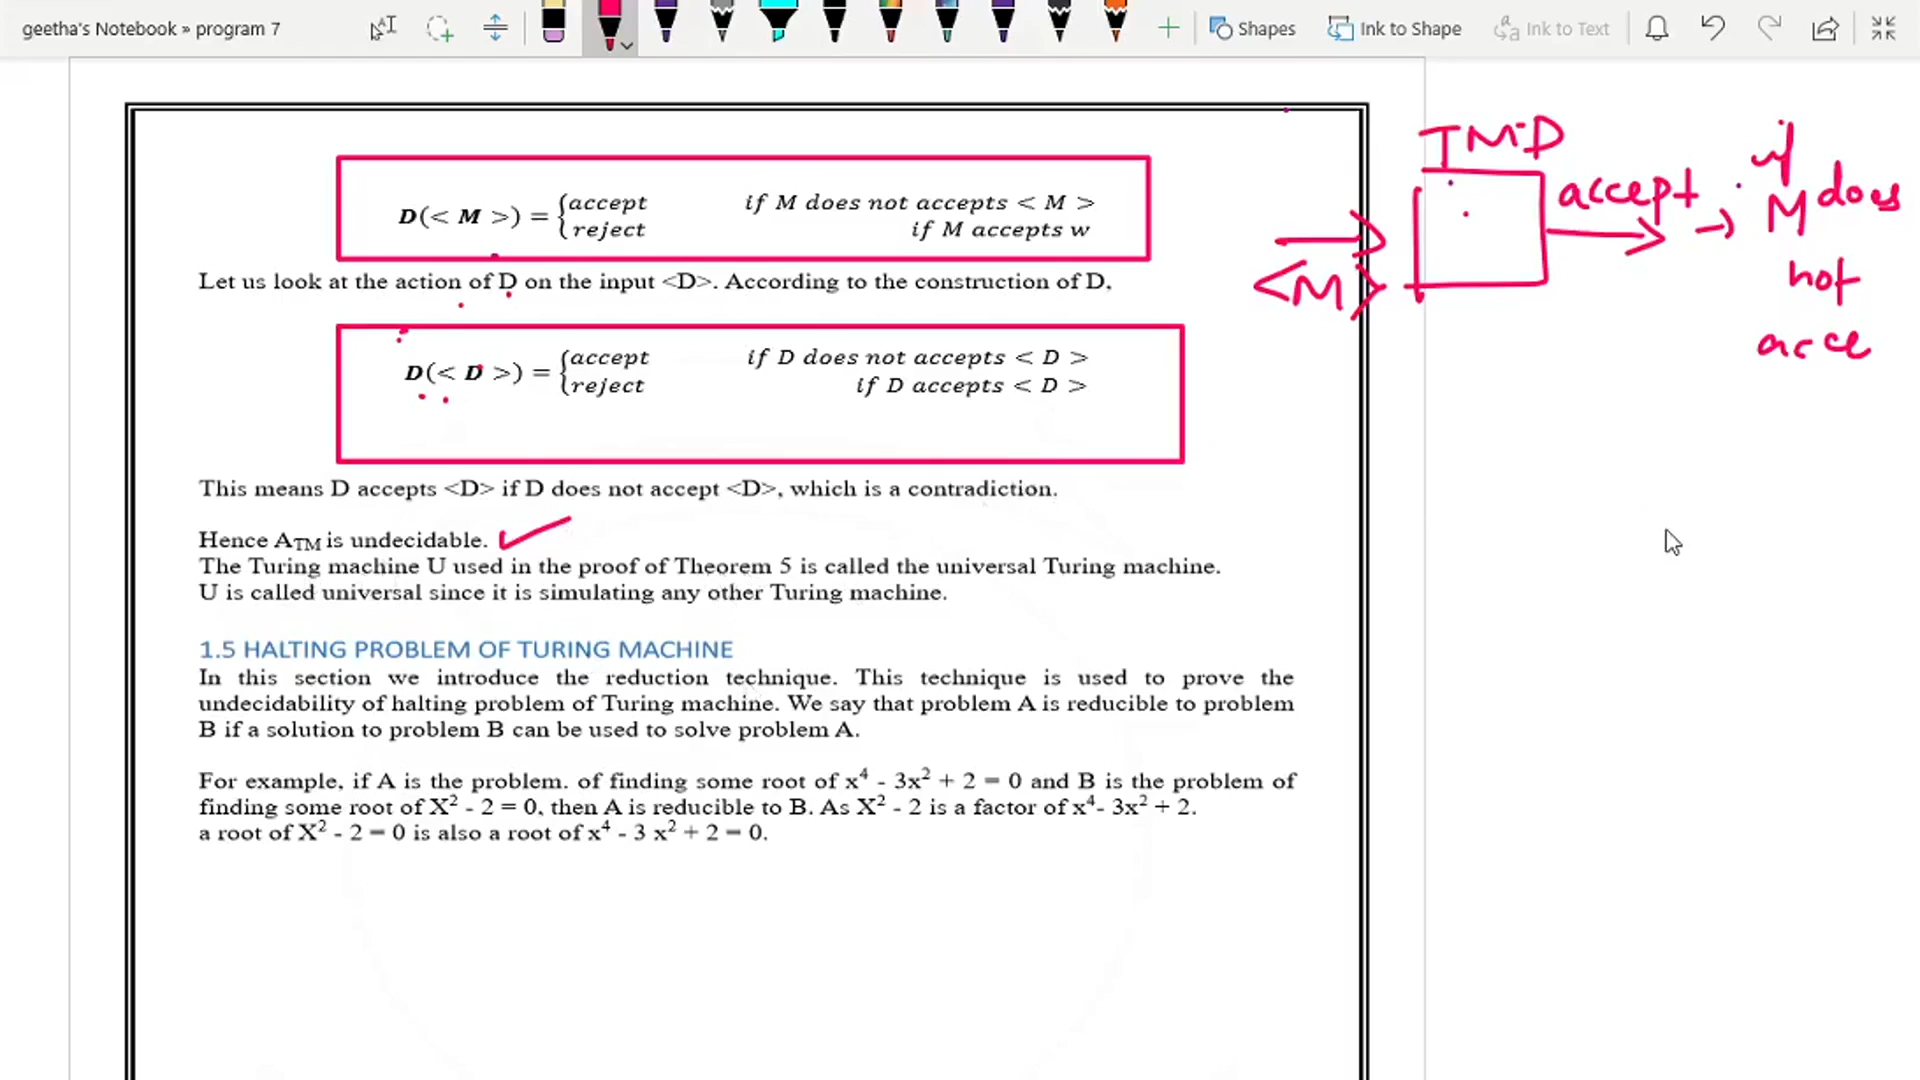 geetha's Notebook » program 7
Shapes
Ink to Shape
Ink to Text
D(< M >) = {accept if M does not accepts < M >
reject if M accepts w
Let us look at the action of D on the input <D>. According to the construction of D,
D(< D >) = {accept if D does not accepts < D >
reject if D accepts < D >
This means D accepts <D> if D does not accept <D>, which is a contradiction.
Hence ATM is undecidable.
The Turing machine U used in the proof of Theorem 5 is called the universal Turing machine.
U is called universal since it is simulating any other Turing machine.
1.5 HALTING PROBLEM OF TURING MACHINE
In this section we introduce the reduction technique. This technique is used to prove the
undecidability of halting problem of Turing machine. We say that problem A is reducible to problem
B if a solution to problem B can be used to solve problem A.
For example, if A is the problem. of finding some root of x⁴ - 3x² + 2 = 0 and B is the problem of
finding some root of X² - 2 = 0, then A is reducible to B. As X² - 2 is a factor of x⁴- 3x² + 2.
a root of X² - 2 = 0 is also a root of x⁴ - 3 x² + 2 = 0.
TM-D
<M>
accept → if
M does
not
acce